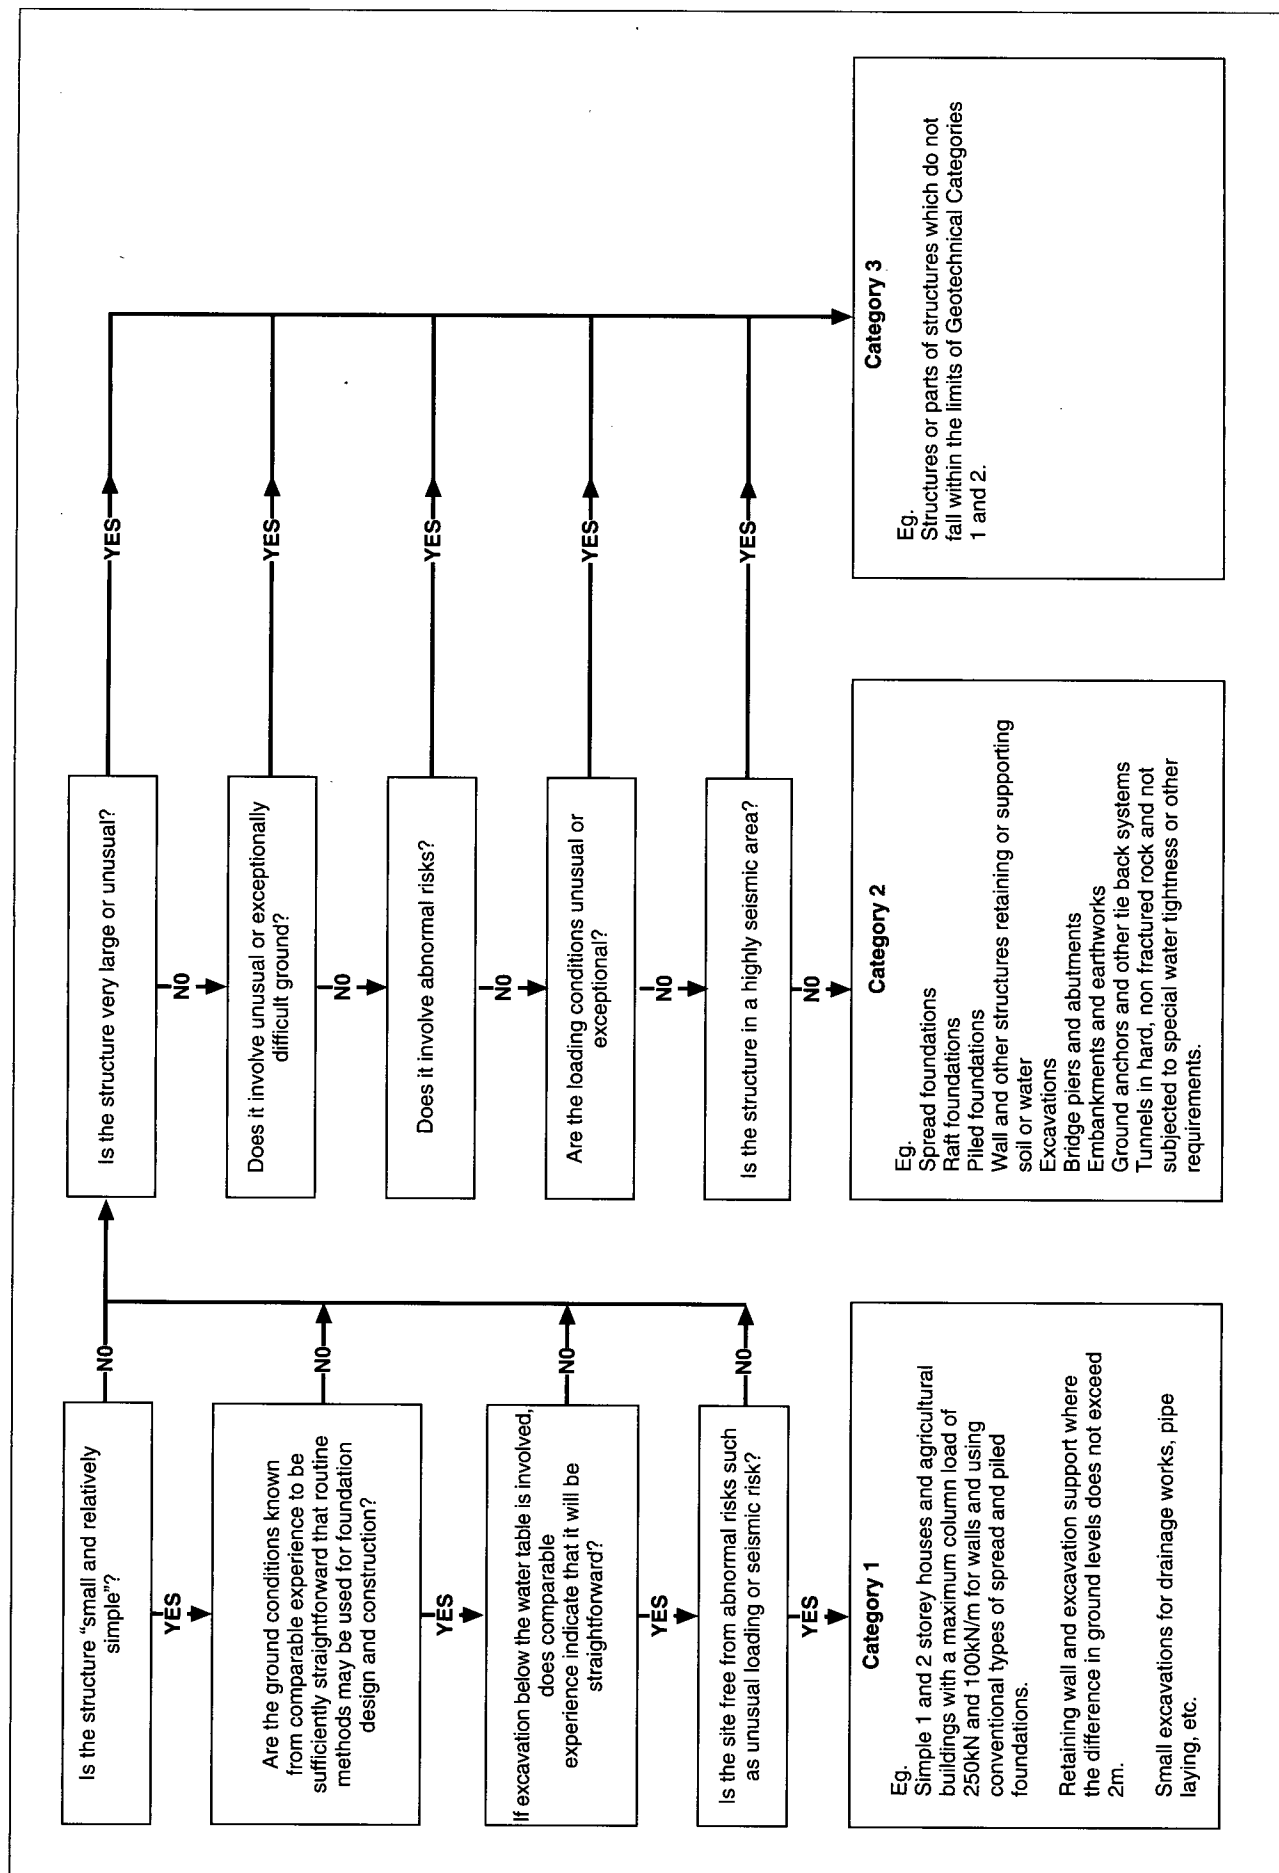 Is the structure “small and relatively
simple”?
NO
YES
Are the ground conditions known
from comparable experience to be
sufficiently straightforward that routine
methods may be used for foundation
design and construction?
NO
YES
If excavation below the water table is involved,
does comparable
experience indicate that it will be
straightforward?
NO
YES
Is the site free from abnormal risks such
as unusual loading or seismic risk?
NO
YES
Category 1
Eg.
Simple 1 and 2 storey houses and agricultural
buildings with a maximum column load of
250kN and 100kN/m for walls and using
conventional types of spread and piled
foundations.
Retaining wall and excavation support where
the difference in ground levels does not exceed
2m.
Small excavations for drainage works, pipe
laying, etc.
Is the structure very large or unusual?
YES
NO
Does it involve unusual or exceptionally
difficult ground?
YES
NO
Does it involve abnormal risks?
YES
NO
Are the loading conditions unusual or
exceptional?
YES
NO
Is the structure in a highly seismic area?
YES
NO
Category 2
Eg.
Spread foundations
Raft foundations
Piled foundations
Wall and other structures retaining or supporting
soil or water
Excavations
Bridge piers and abutments
Embankments and earthworks
Ground anchors and other tie back systems
Tunnels in hard, non fractured rock and not
subjected to special water tightness or other
requirements.
Category 3
Eg.
Structures or parts of structures which do not
fall within the limits of Geotechnical Categories
1 and 2.